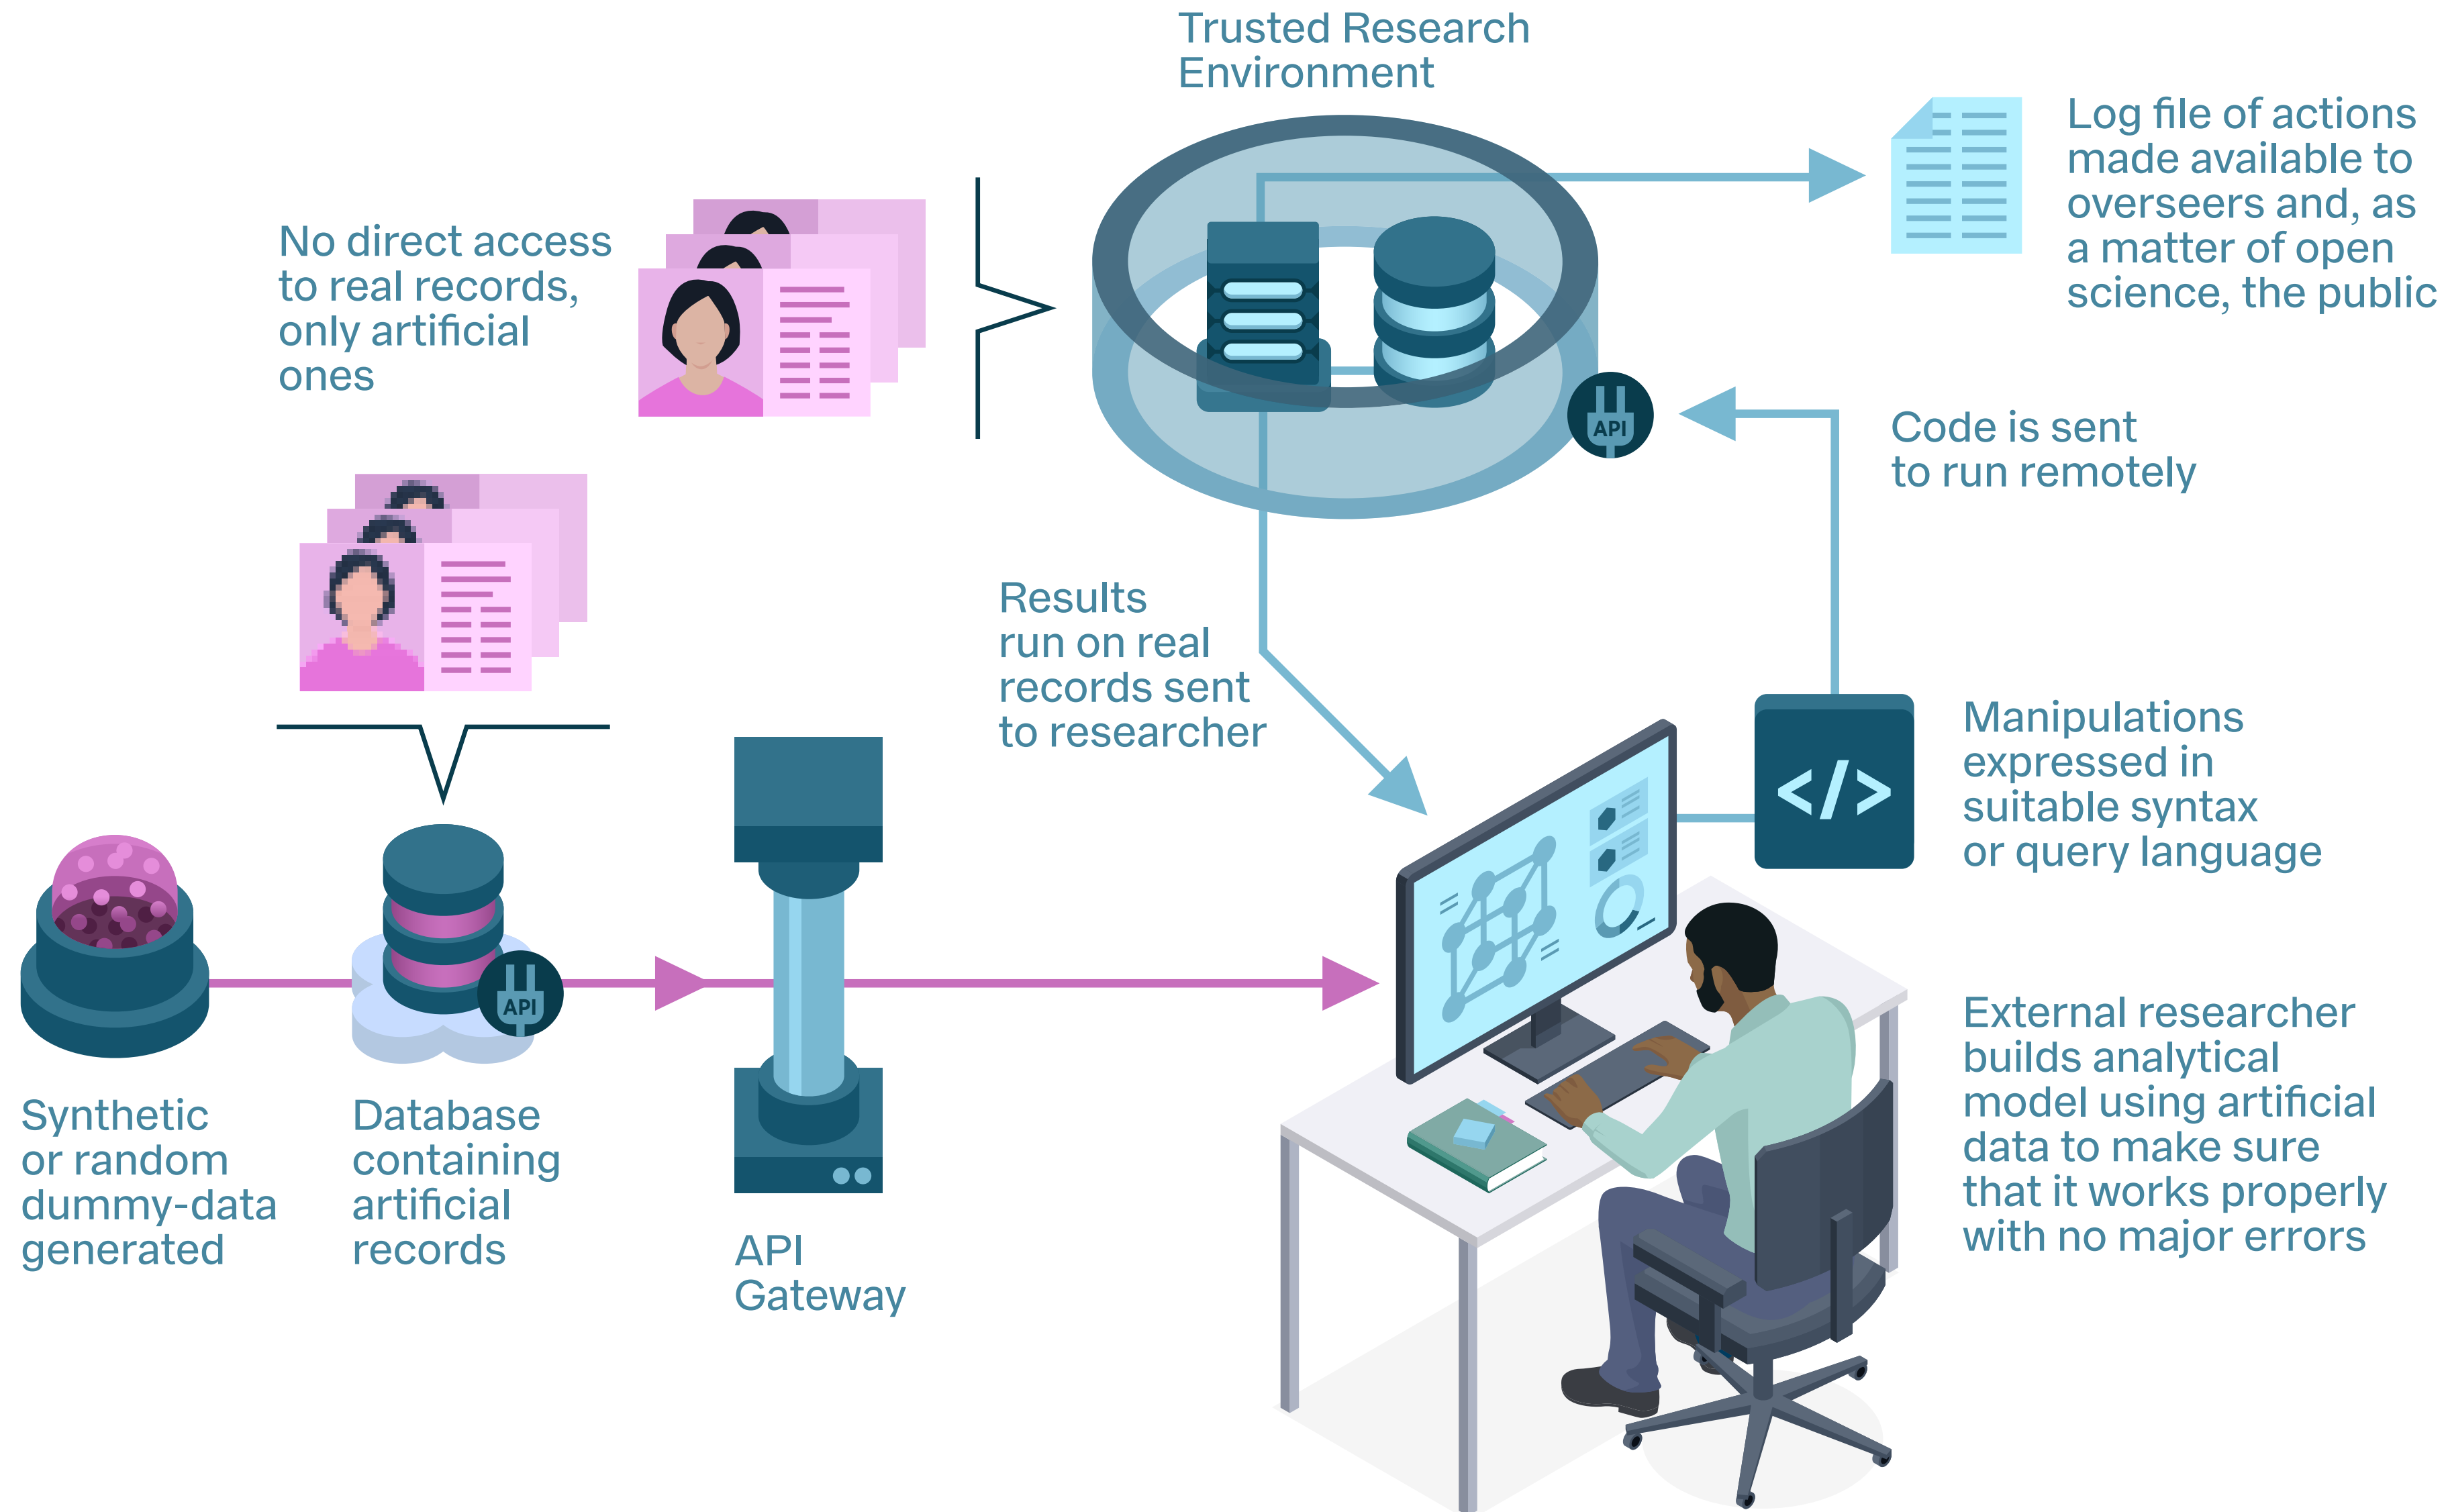 Trusted Research
Environment
Log file of actions
made available to
overseers and, as
a matter of open
science, the public
No direct access
to real records,
only artificial
ones
API
Code is sent
to run remotely
Results
run on real
records sent
to researcher
Manipulations
expressed in
suitable syntax
or query language
</>
API
External researcher
builds analytical
model using artificial
data to make sure
that it works properly
with no major errors
Synthetic
or random
dummy-data
generated
Database
containing
artificial
records
API
Gateway